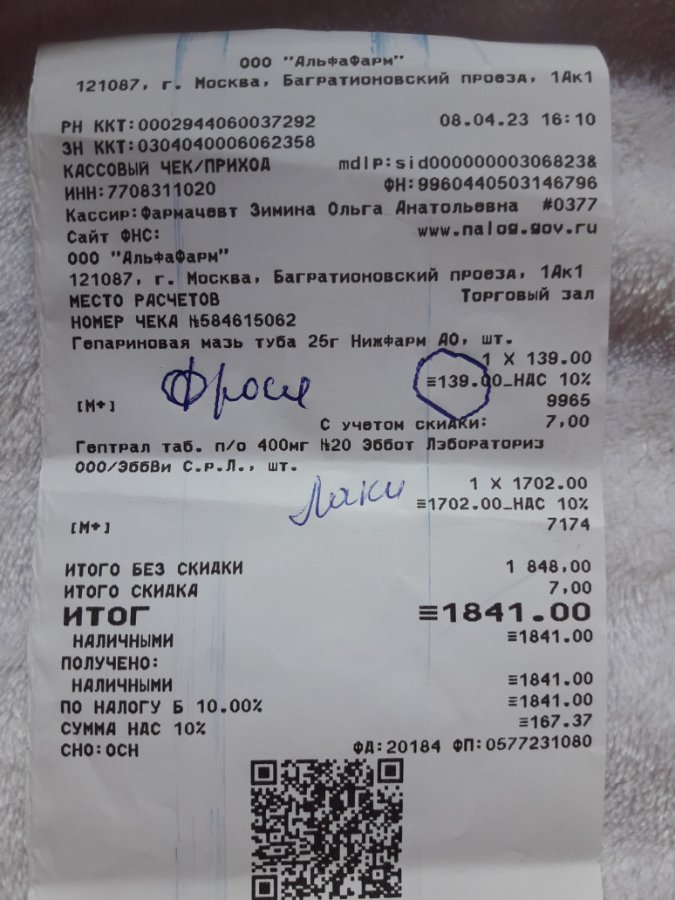 ООО "АльфаФарм"
121087, г. Москва, Багратионовский проезд, 1Ак1
РН ККТ:0002944060037292 08.04.23 16:10
ЗН ККТ:0304040006062358
КАССОВЫЙ ЧЕК/ПРИХОД mdlp:sid00000000306823&
ИНН:7708311020 ФН:9960440503146796
Кассир:Фармацевт Зимина Ольга Анатольевна #0377
Сайт ФНС: www.nalog.gov.ru
ООО "АльфаФарм"
121087, г. Москва, Багратионовский проезд, 1Ак1
МЕСТО РАСЧЕТОВ Торговый зал
НОМЕР ЧЕКА №584615062
Гепариновая мазь туба 25г Нижфарм АО, шт.
1 X 139.00
≡139.00_НДС 10%
Фрося
[М+] 9965
С учетом скидки: 7,00
Гептрал таб. п/о 400мг №20 Эббот Лэбораториз
ООО/ЭббВи С.р.Л., шт.
1 X 1702.00
Лаки
≡1702.00_НДС 10%
[М+] 7174
ИТОГО БЕЗ СКИДКИ 1 848,00
ИТОГО СКИДКА 7,00
ИТОГ ≡1841.00
НАЛИЧНЫМИ ≡1841.00
ПОЛУЧЕНО:
НАЛИЧНЫМИ ≡1841.00
ПО НАЛОГУ Б 10.00% ≡1841.00
СУММА НДС 10% ≡167.37
СНО:ОСН ФД:20184 ФП:0577231080